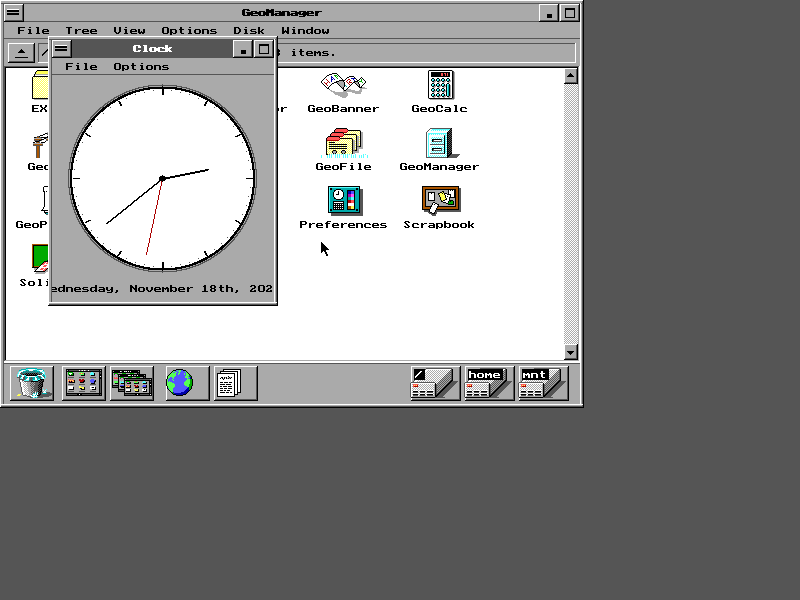 GeoManager
File Tree View Options Disk Window
items.
Clock
File Options
GeoBanner GeoCalc
GeoFile GeoManager
Preferences Scrapbook
ednesday, November 18th, 202
/ home mnt